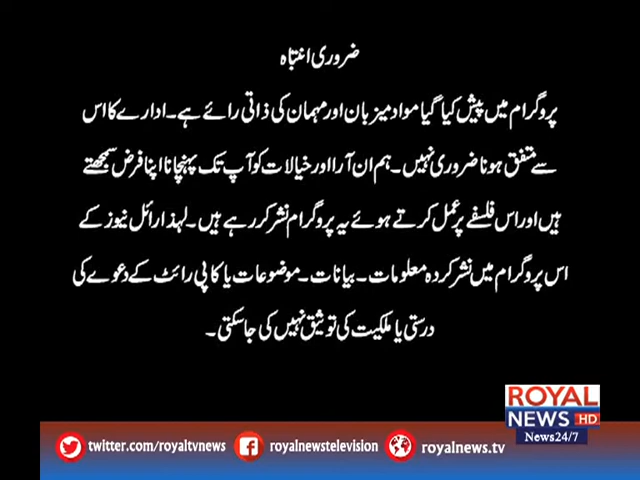 ضروری انتباہ
پروگرام میں پیش کیا گیا مواد میزبان اور مہمان کی ذاتی رائے ہے۔ ادارے کا اس
سے متفق ہونا ضروری نہیں۔ ہم ان آرا اور خیالات کو آپ تک پہنچانا اپنا فرض سمجھتے
ہیں اور اس فلسفے پر عمل کرتے ہوئے یہ پروگرام نشر کر رہے ہیں۔ لہذا رائل نیوز کے
اس پروگرام میں نشر کردہ معلومات۔ بیانات۔ موضوعات یا کاپی رائٹ کے دعوے کی
درستی یا ملکیت کی توثیق نہیں کی جا سکتی۔
ROYAL
NEWS HD
News24/7
twitter.com/royaltvnews royalnewstelevision royalnews.tv